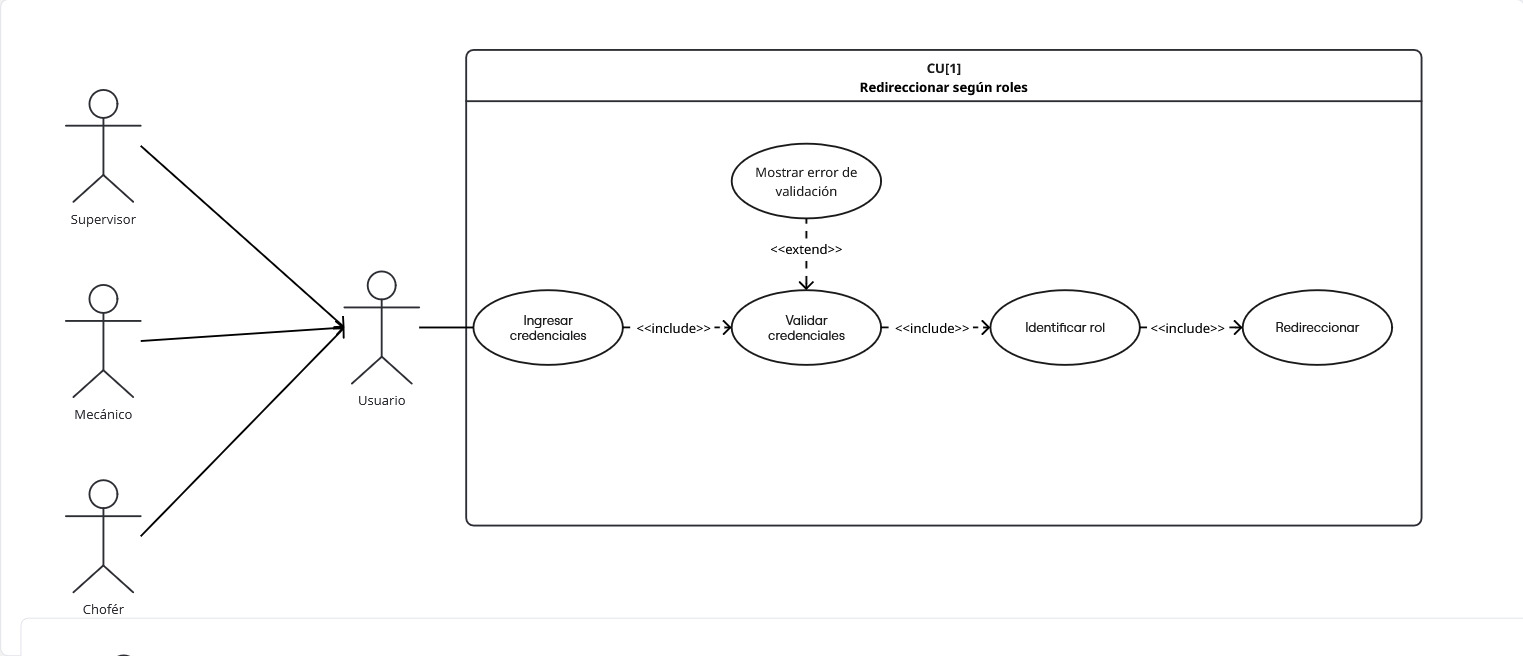 CU[1]
Redireccionar según roles
Supervisor
Mostrar error de
validación
<<extend>>
Mecánico
Usuario
Ingresar
credenciales
<<include>>
Validar
credenciales
<<include>>
Identificar rol
<<include>>
Redireccionar
Chofér